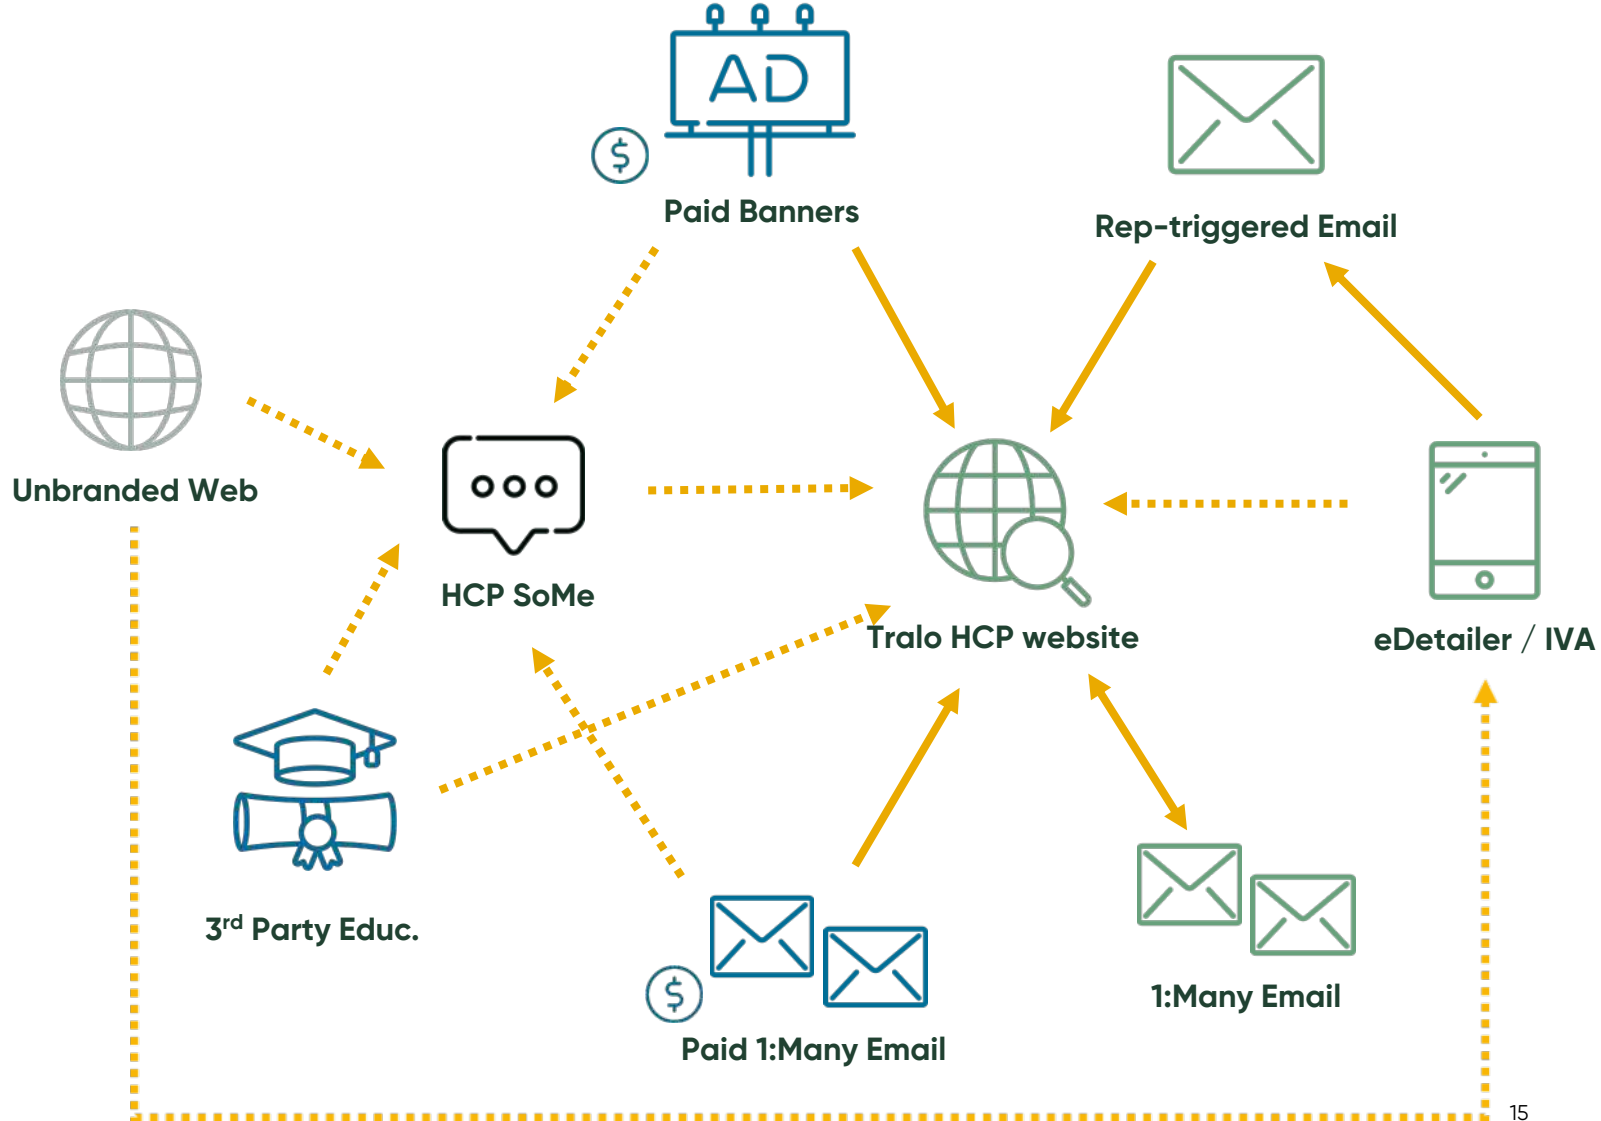 AD
$
Paid Banners
Rep-triggered Email
Unbranded Web
HCP SoMe
Tralo HCP website
eDetailer / IVA
3rd Party Educ.
$
1:Many Email
Paid 1:Many Email
15